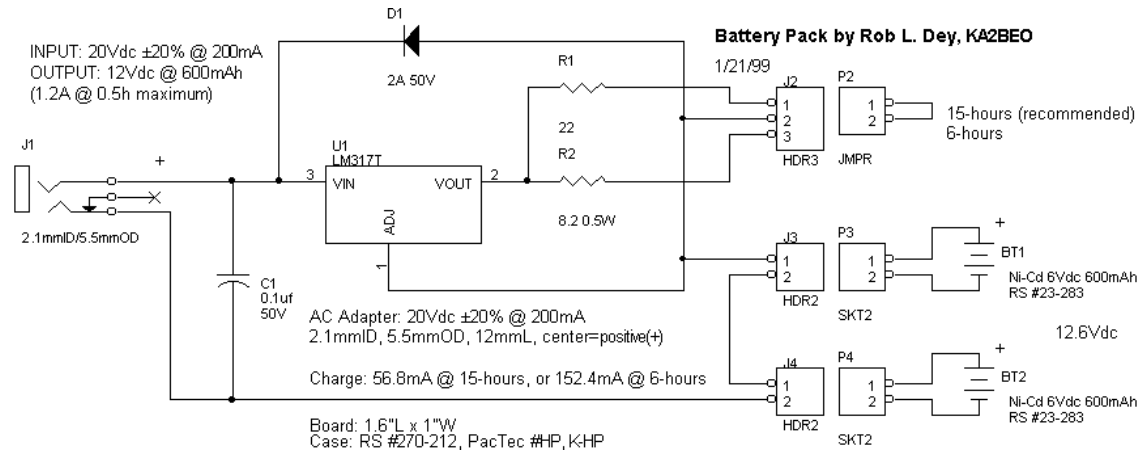 D1
Battery Pack by Rob L. Dey, KA2BEO
INPUT: 20Vdc ±20% @ 200mA
OUTPUT: 12Vdc @ 600mAh
(1.2A @ 0.5h maximum)
2A 50V
R1
1/21/99
J2
P2
1
2
3
1
2
15-hours (recommended)
6-hours
22
R2
HDR3
JMPR
J1
+
U1
LM317T
3
VIN
VOUT
2
ADJ
1
8.2 0.5W
2.1mmID/5.5mmOD
J3
P3
+
1
2
1
2
BT1
Ni-Cd 6Vdc 600mAh
RS #23-283
HDR2
SKT2
C1
0.1uf
50V
AC Adapter: 20Vdc ±20% @ 200mA
2.1mmID, 5.5mmOD, 12mmL, center=positive(+)
12.6Vdc
Charge: 56.8mA @ 15-hours, or 152.4mA @ 6-hours
J4
P4
+
1
2
1
2
BT2
Ni-Cd 6Vdc 600mAh
RS #23-283
HDR2
SKT2
Board: 1.6"L x 1"W
Case: RS #270-212, PacTec #HP, K-HP